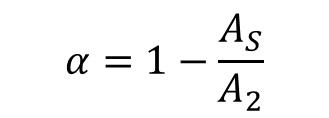 α = 1 − A_S / A_2